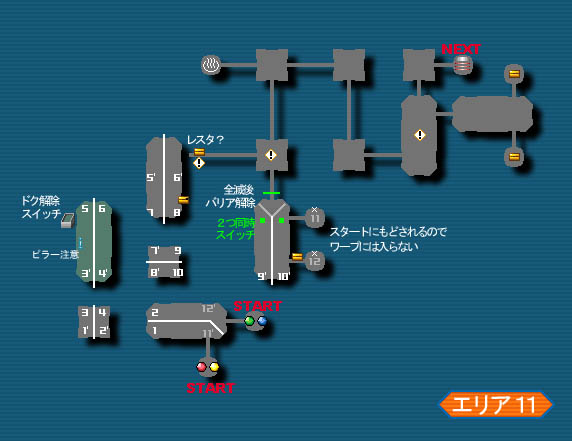 NEXT
レスタ？
5'
6'
7
8
全滅後
バリア解除
２つ同時
スイッチ
ドク解除
スイッチ
5
6
ピラー注意
！
3'
4'
7'
9
8'
10
9'
10'
×
11
×
12
スタートにもどされるので
ワープには入らない
3
4
1'
2'
2
12'
1
11'
START
START
エリア 11